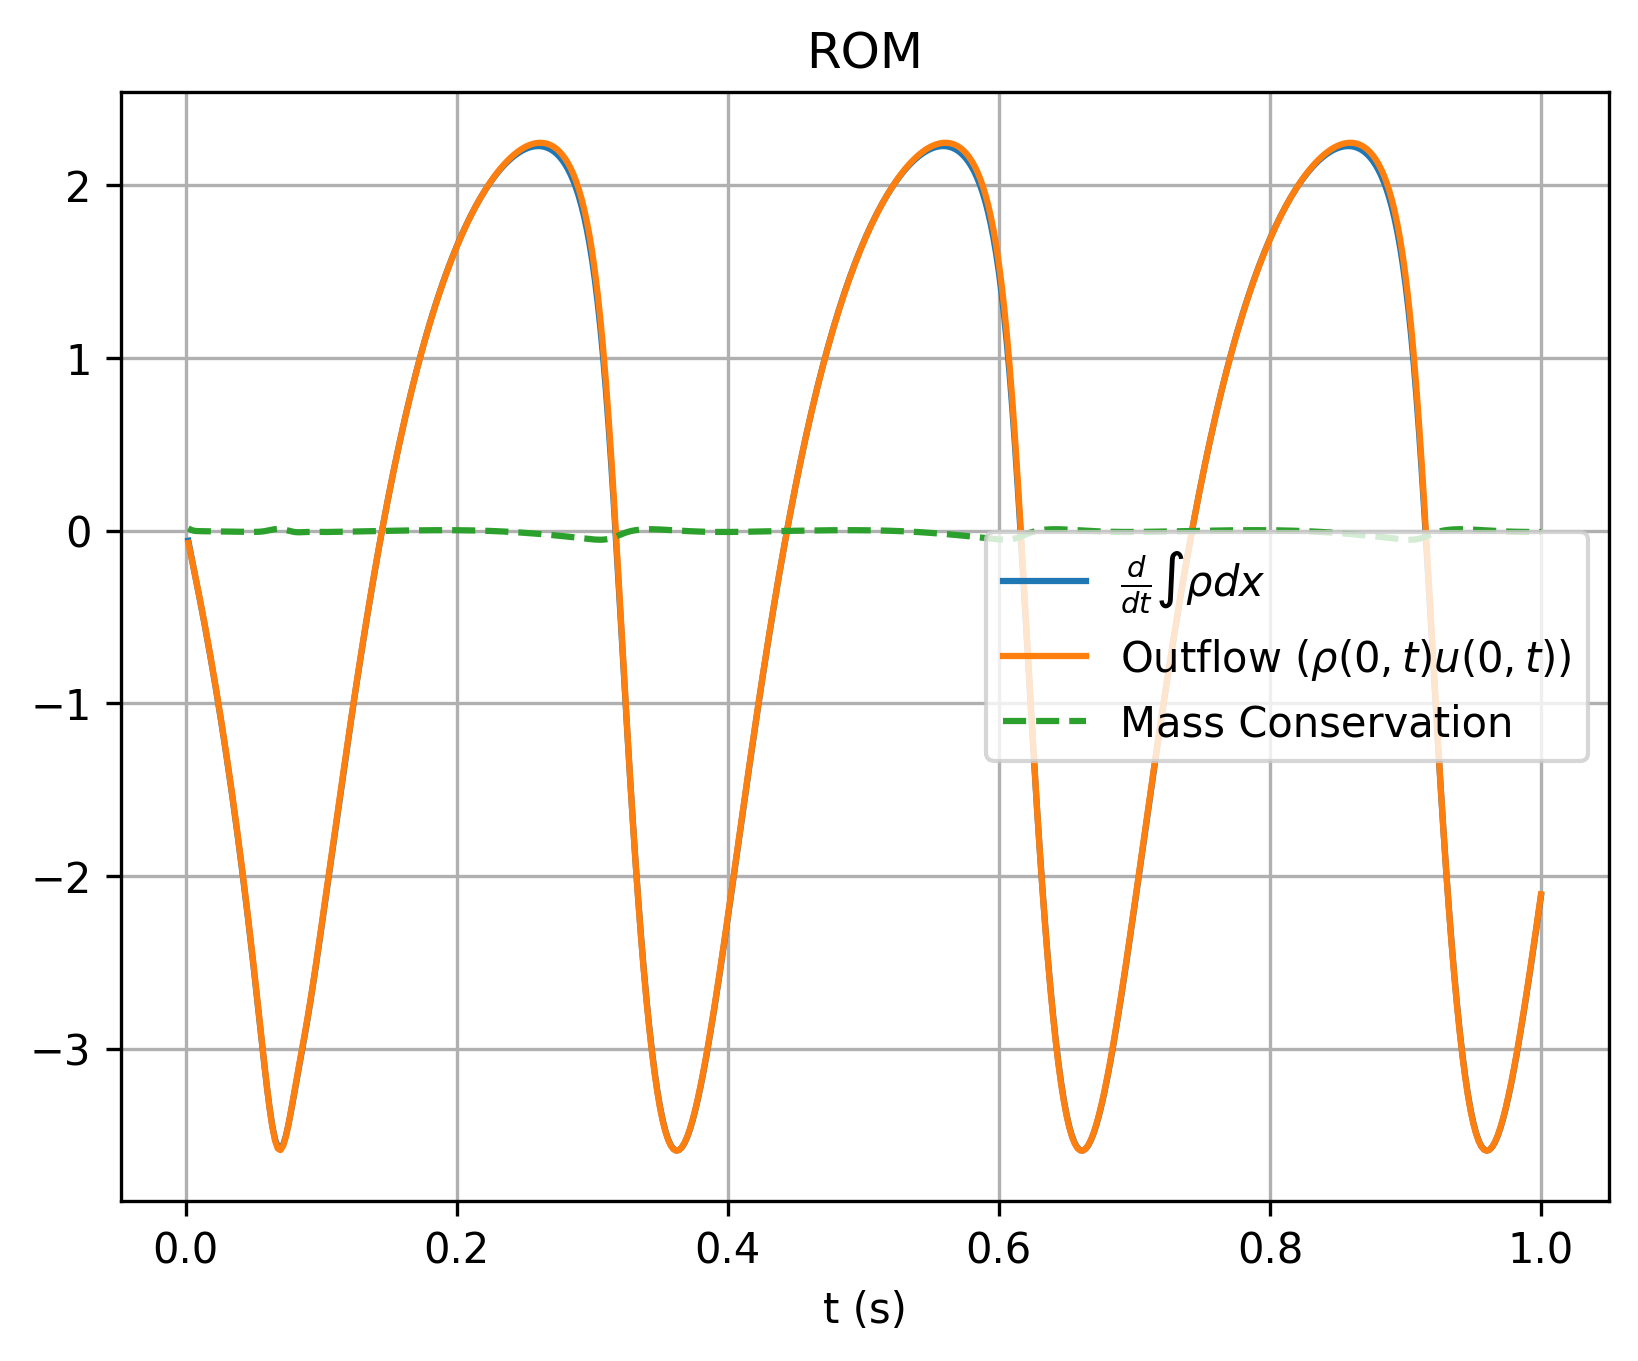 ROM
2
1
0
−1
−2
−3
d/dt ∫ρdx
Outflow (ρ(0, t)u(0, t))
Mass Conservation
0.0 0.2 0.4 0.6 0.8 1.0
t (s)